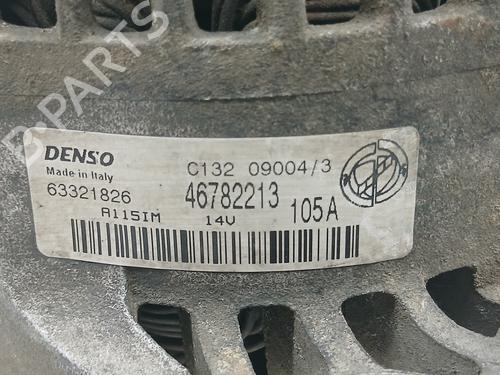 B-PARTS
DENSO
Made in Italy
C132 09004/3
63321826
46782213
A115IM
14V
105A